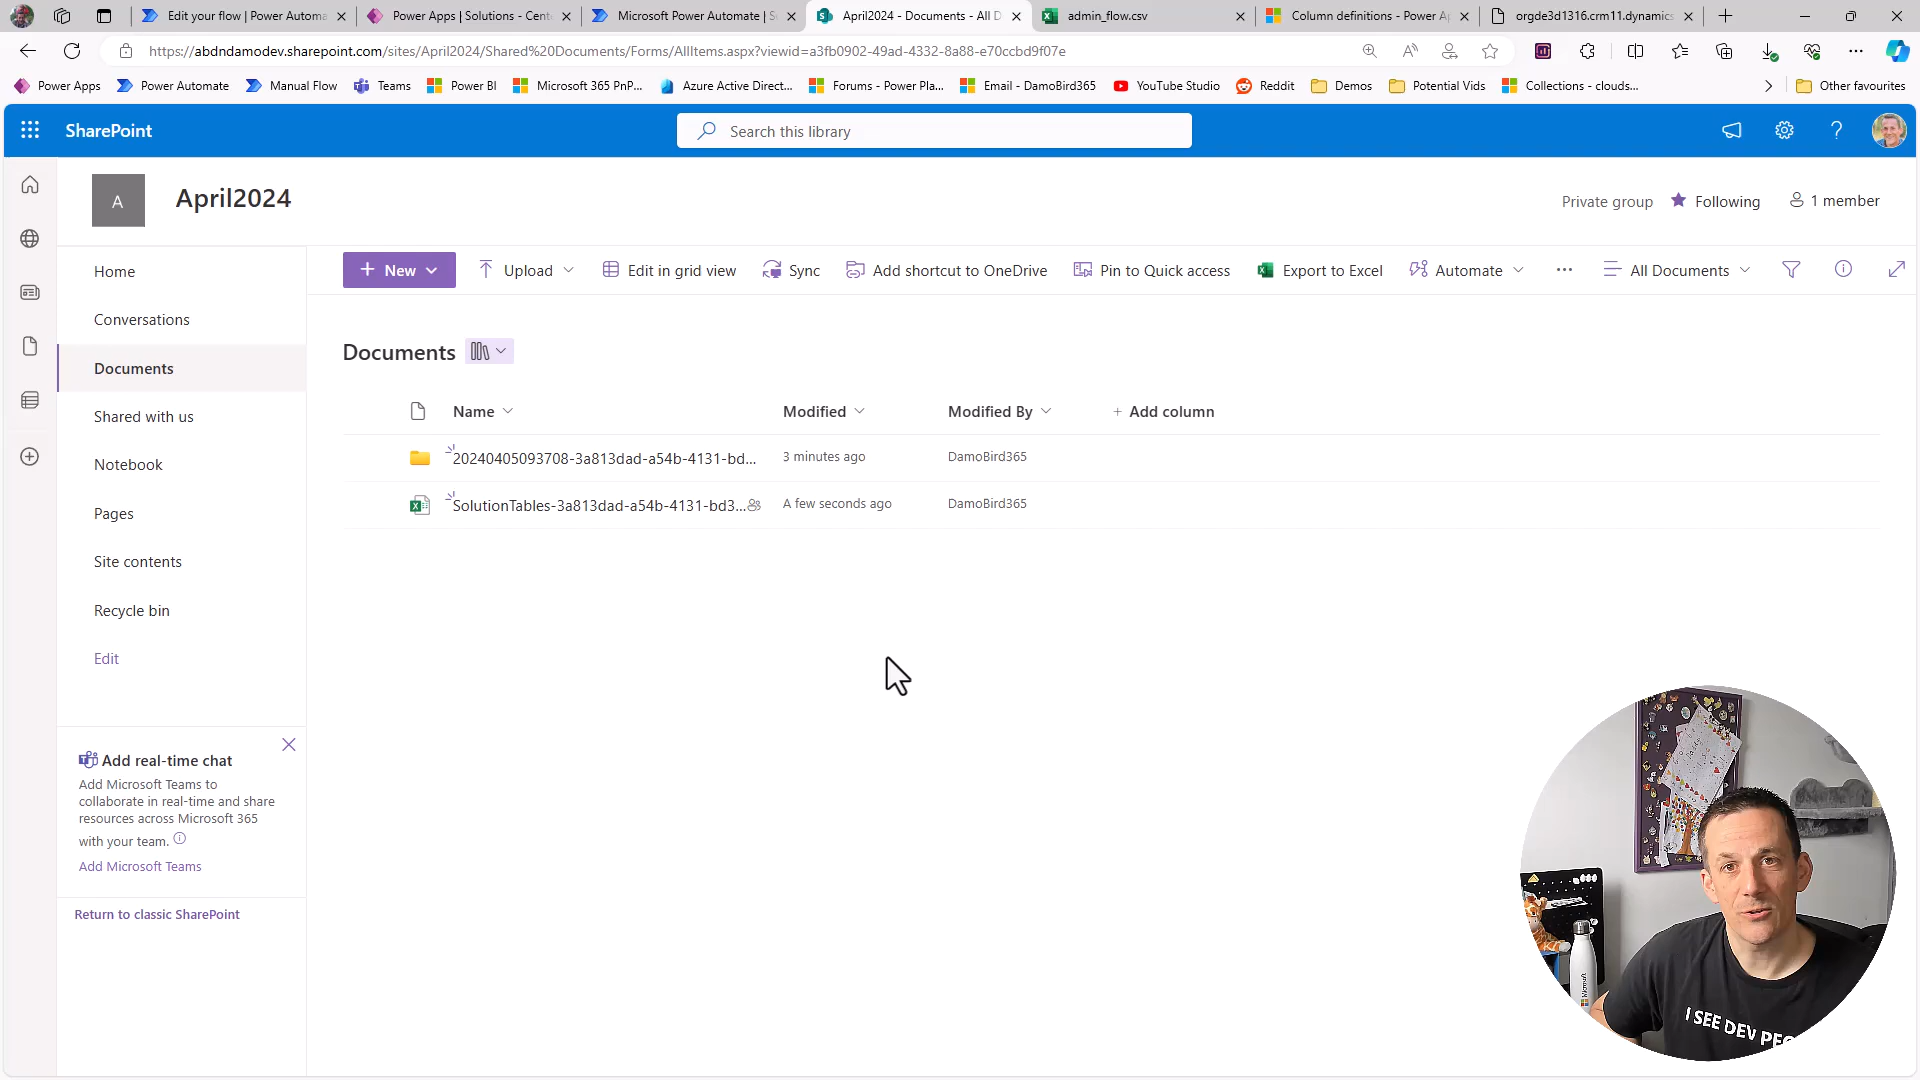 Edit your flow | Power Automa
Power Apps | Solutions - Cent
Microsoft Power Automate | S
April2024 - Documents - All D
admin_flow.csv
Column definitions - Power A
orgde3d1316.crm11.dynamics
https://abdndamodev.sharepoint.com/sites/April2024/Shared%20Documents/Forms/AllItems.aspx?viewid=a3fb0902-49ad-4332-8a88-e70ccbd9f07e
Power Apps
Power Automate
Manual Flow
Teams
Power BI
Microsoft 365 PnP...
Azure Active Direct...
Forums - Power Pla...
Email - DamoBird365
YouTube Studio
Reddit
Demos
Potential Vids
Collections - clouds...
Other favourites
SharePoint
Search this library
A
April2024
Private group
Following
1 member
Home
Conversations
Documents
Shared with us
Notebook
Pages
Site contents
Recycle bin
Edit
+ New
Upload
Edit in grid view
Sync
Add shortcut to OneDrive
Pin to Quick access
Export to Excel
Automate
...
All Documents
Documents
Name
Modified
Modified By
+ Add column
20240405093708-3a813dad-a54b-4131-bd...
3 minutes ago
DamoBird365
SolutionTables-3a813dad-a54b-4131-bd3...
A few seconds ago
DamoBird365
Add real-time chat
Add Microsoft Teams to
collaborate in real-time and share
resources across Microsoft 365
with your team.
Add Microsoft Teams
Return to classic SharePoint
Microsoft
I SEE DEV PEO